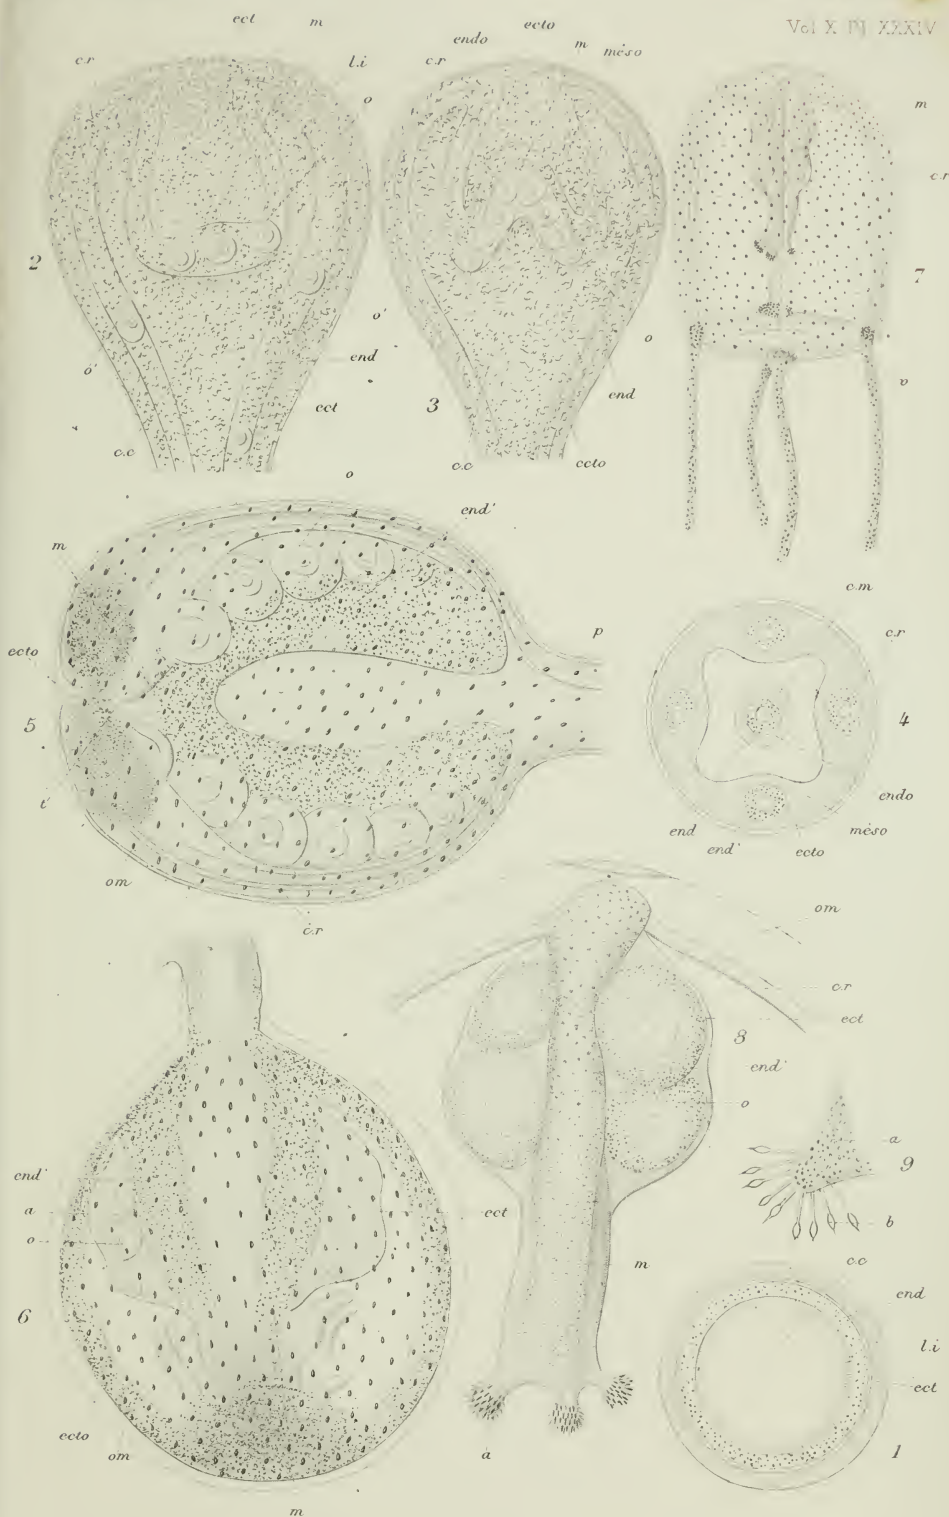 Vol X Pl XXXIV
ect m
c.r l.i
o
2
o'
o'
end
ect
c.c
o
ecto
endo m méso
c.r
o
end
3
c.c ecto
m
c.r
7
v
end'
m
p
ecto
5
t'
om
c.r
c.m
c.r
4
endo
end méso
end' ecto
om
c.r
ect
8
end'
o
ect
m
a
a
9
b
end'
a
o
6
ecto
om
m
c.c
end
l.i
ect
1